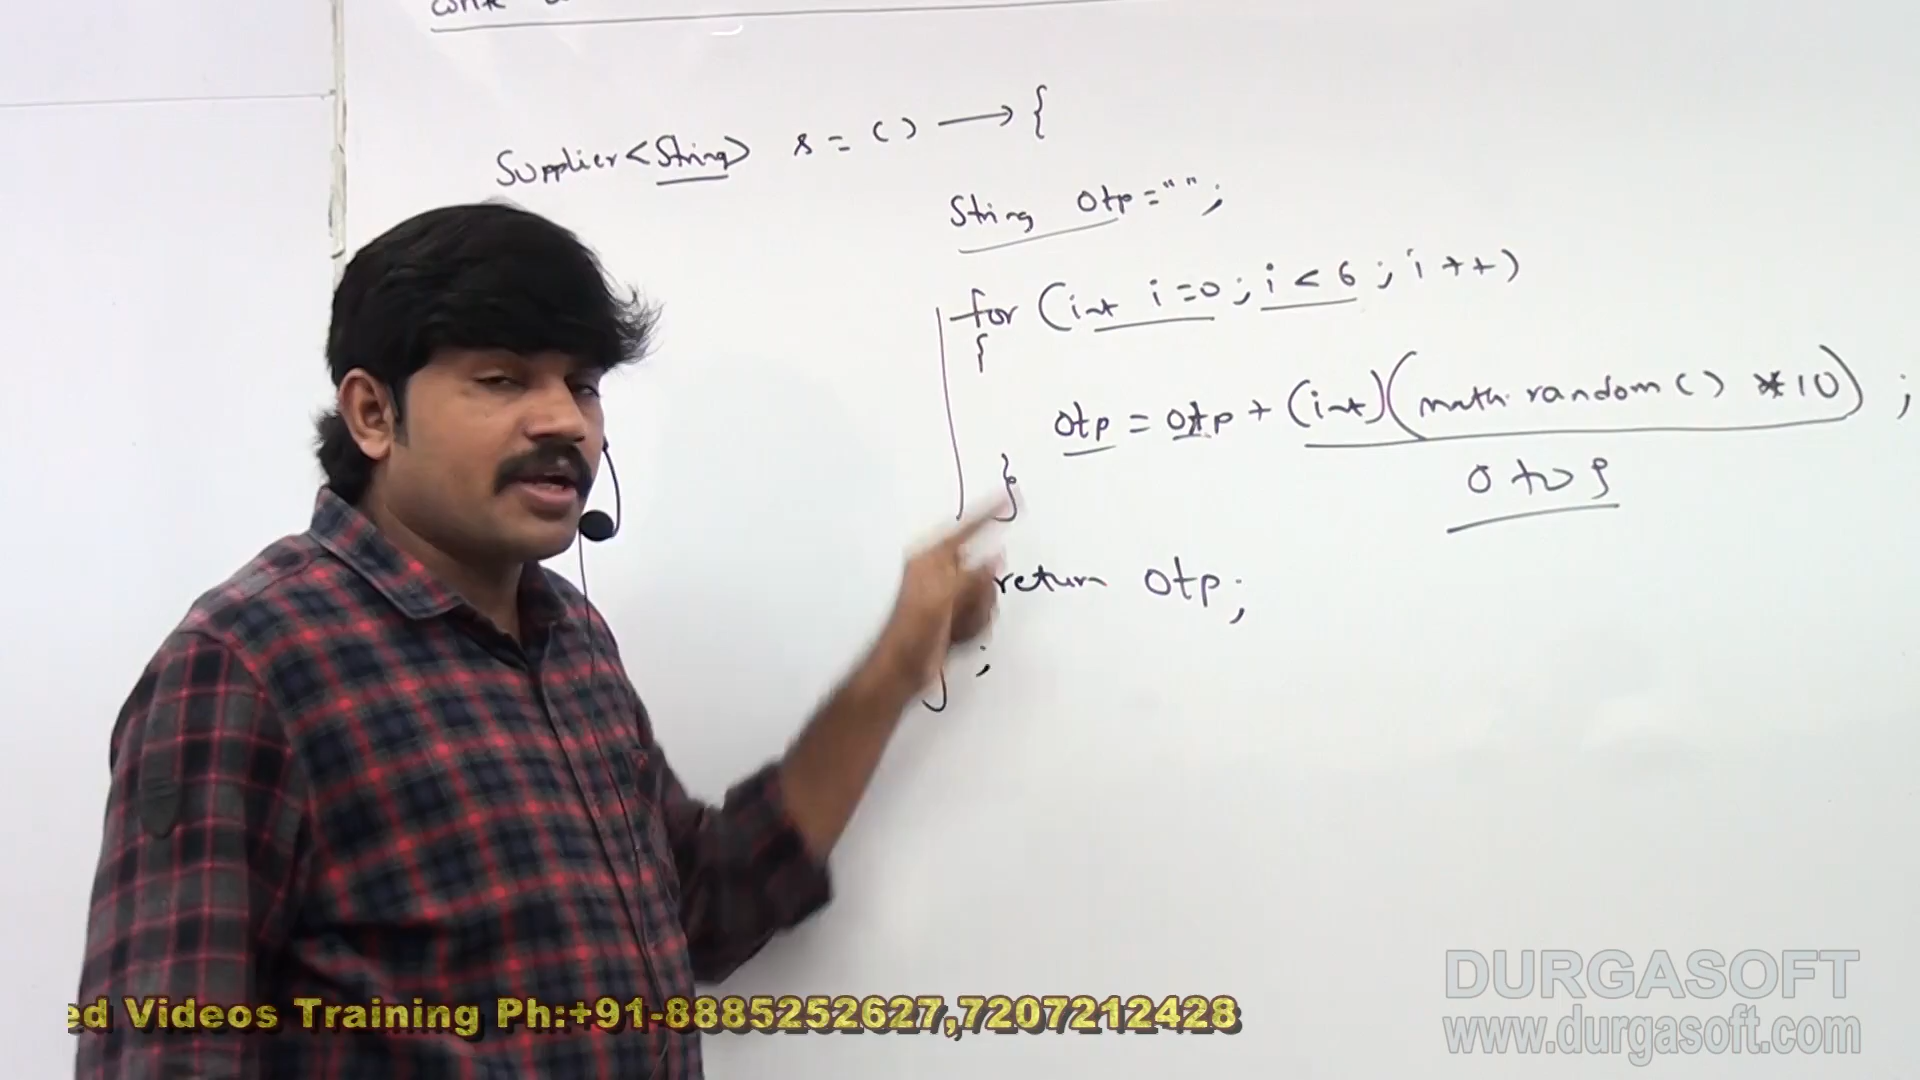 Supplier<String> s = () → {
String otp = "";
for (int i=0; i<6; i++)
{
otp = otp + (int)(math.random() *10);
0 to 9
}
return otp;
};
ed Videos Training Ph:+91-8885252627,7207212428
DURGASOFT
www.durgasoft.com